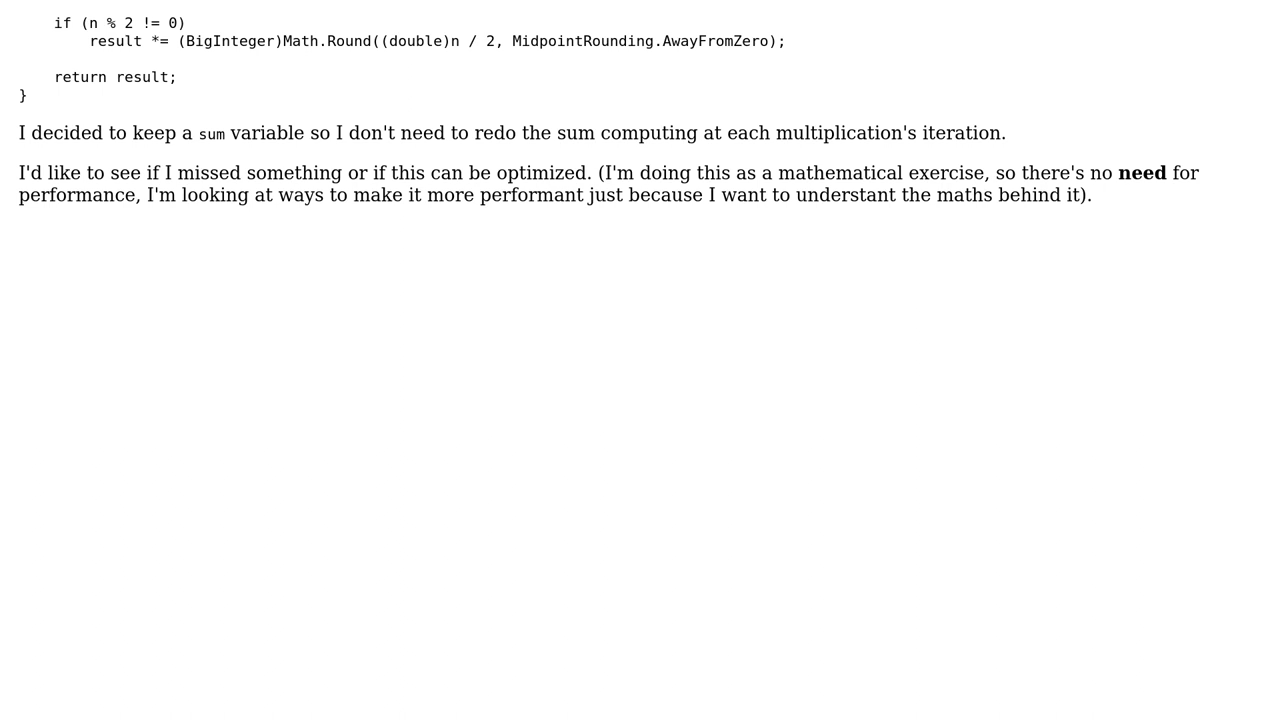 if (n % 2 != 0)
result *= (BigInteger)Math.Round((double)n / 2, MidpointRounding.AwayFromZero);
return result;
}
I decided to keep a sum variable so I don't need to redo the sum computing at each multiplication's iteration.
I'd like to see if I missed something or if this can be optimized. (I'm doing this as a mathematical exercise, so there's no need for
performance, I'm looking at ways to make it more performant just because I want to understant the maths behind it).